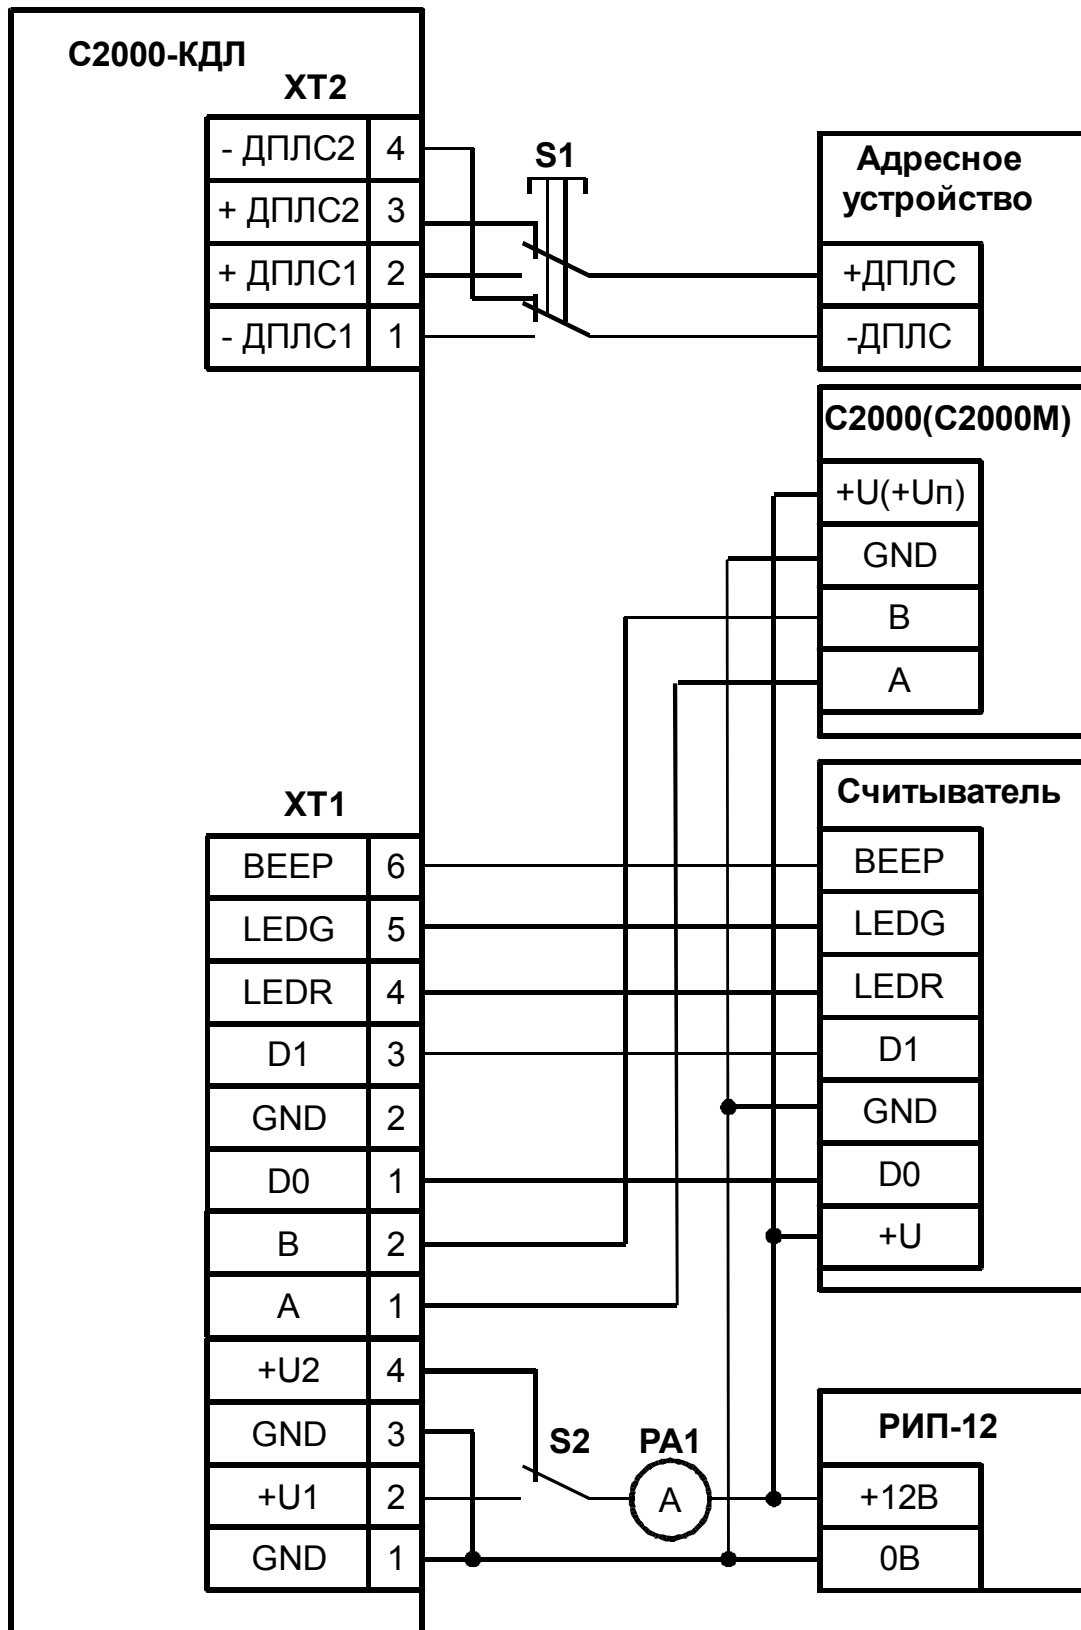 С2000-КДЛ
XT2
- ДПЛС2 4
+ ДПЛС2 3
+ ДПЛС1 2
- ДПЛС1 1
S1
Адресное
устройство
+ДПЛС
-ДПЛС
С2000(С2000М)
+U(+Uп)
GND
B
A
XT1
BEEP 6
LEDG 5
LEDR 4
D1 3
GND 2
D0 1
B 2
A 1
+U2 4
GND 3
+U1 2
GND 1
Считыватель
BEEP
LEDG
LEDR
D1
GND
D0
+U
S2
PA1
A
РИП-12
+12В
0В